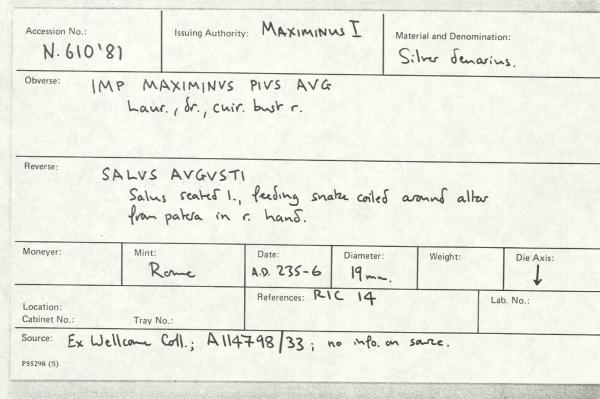 Accession No.: N.610'81
Issuing Authority: MAXIMINUS I
Material and Denomination: Silver denarius.
Obverse: IMP MAXIMINVS PIVS AVG
Laur., dr., cuir. bust r.
Reverse: SALVS AVGVSTI
Salus seated l., feeding snake coiled around altar
from patera in r. hand.
Moneyer:
Mint: Rome
Date: A.D. 235-6
Diameter: 19mm.
Weight:
Die Axis: ↓
Location:
Cabinet No.: Tray No.:
References: RIC 14
Lab. No.:
Source: Ex Wellcome Coll.; A114798/33; no info. on source.
P55298 (S)